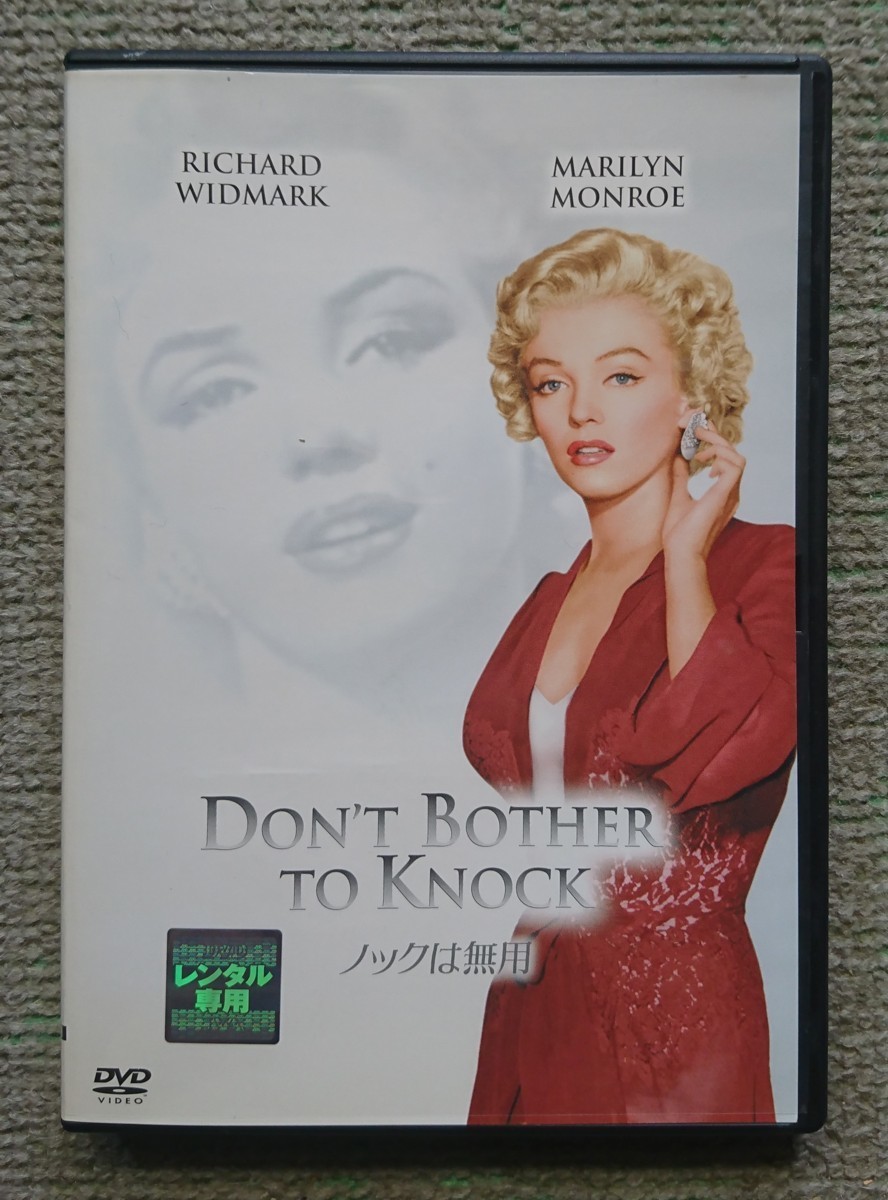 RICHARD
WIDMARK
MARILYN
MONROE
DON'T BOTHER
TO KNOCK
ノックは無用
レンタル
専用
DVD
VIDEO